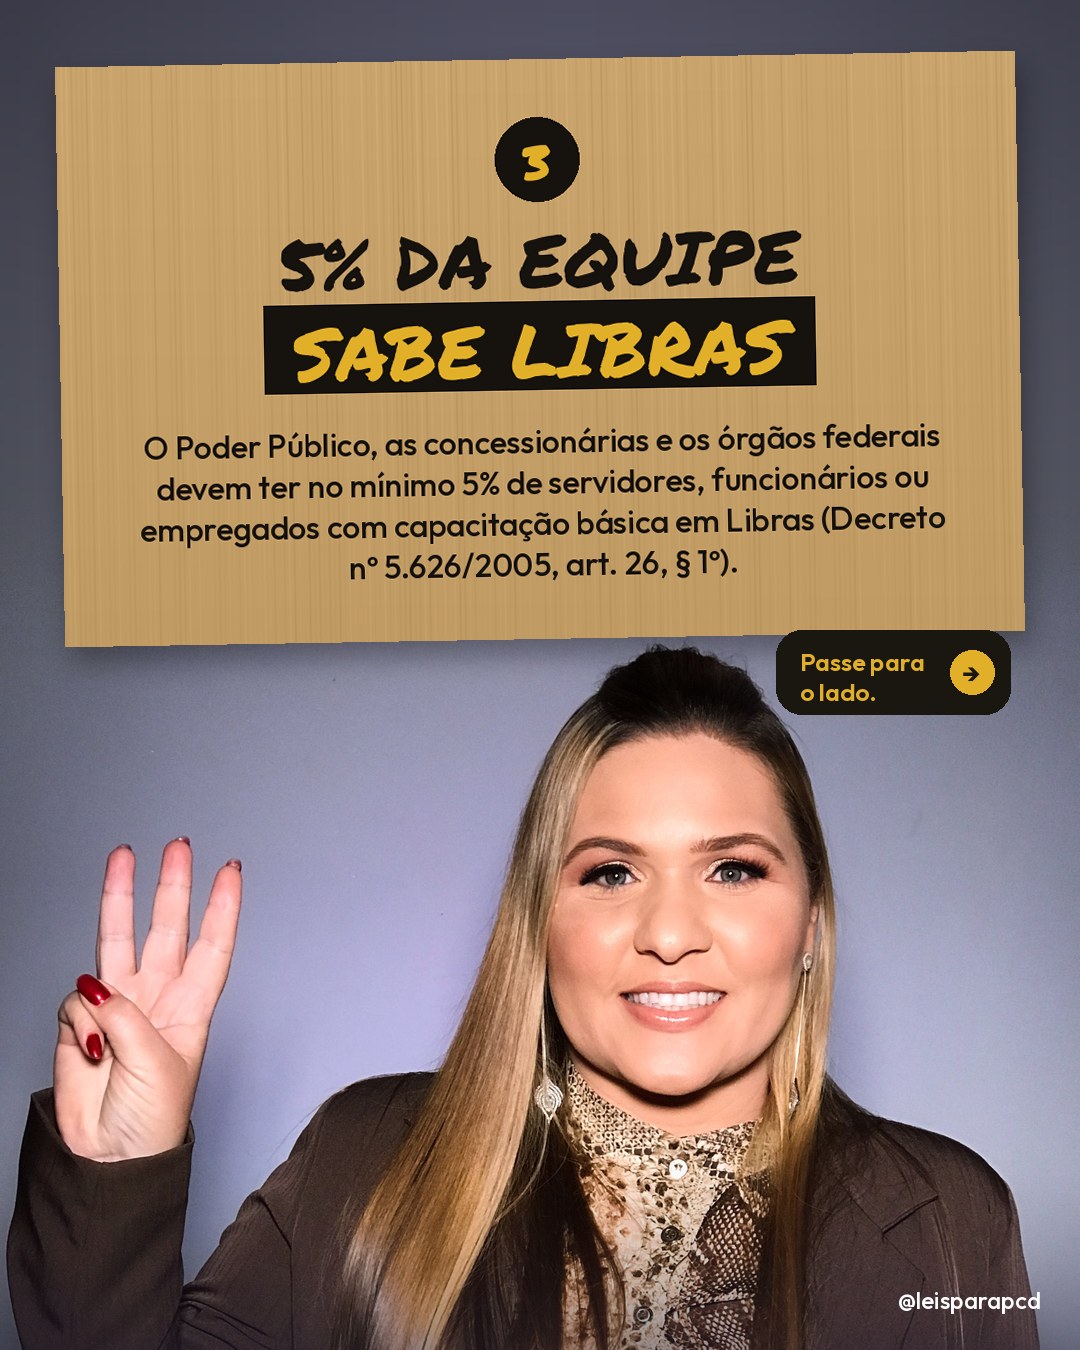 3
5% DA EQUIPE
SABE LIBRAS
O Poder Público, as concessionárias e os órgãos federais
devem ter no mínimo 5% de servidores, funcionários ou
empregados com capacitação básica em Libras (Decreto
nº 5.626/2005, art. 26, § 1º).
Passe para
o lado.
@leisparapcd